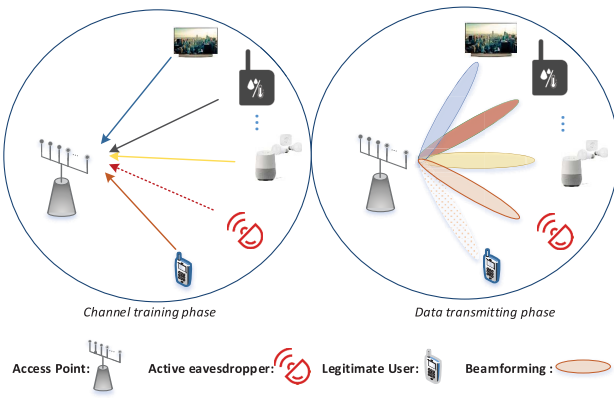 Channel training phase
Data transmitting phase
Access Point:
Active eavesdropper:
Legitimate User:
Beamforming :